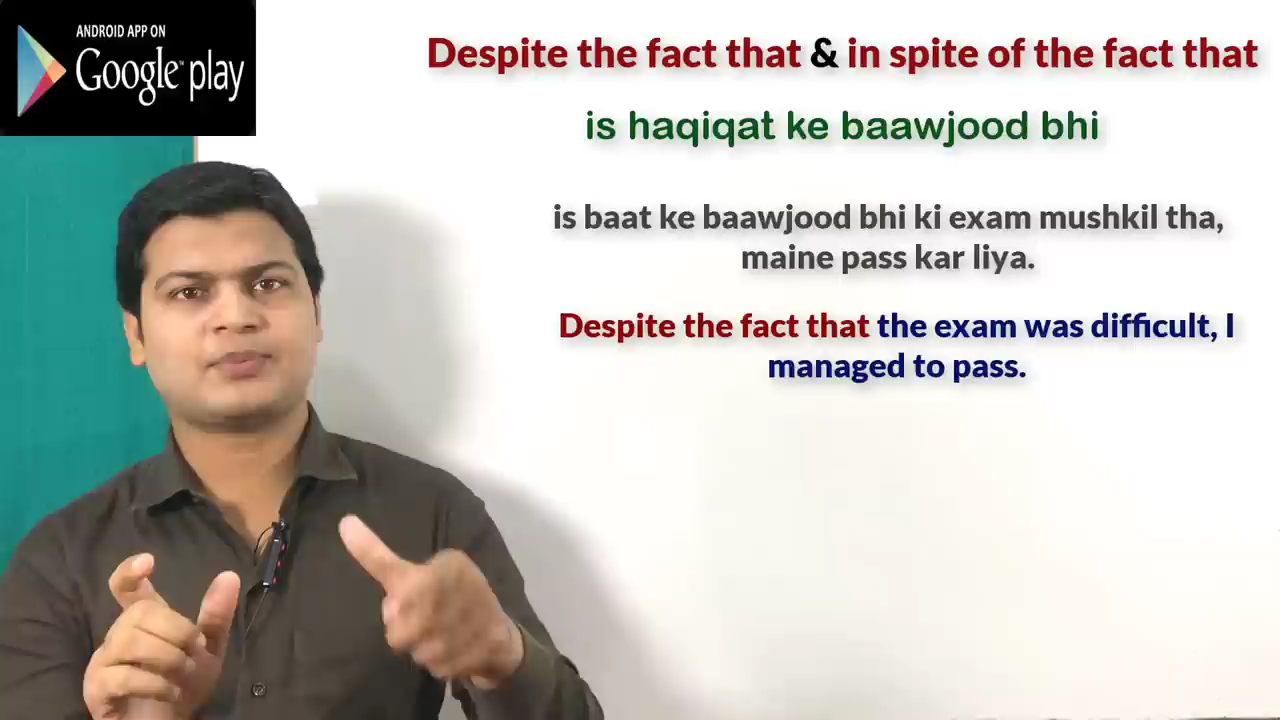 ANDROID APP ON
Google play
Despite the fact that & in spite of the fact that
is haqiqat ke baawjood bhi
is baat ke baawjood bhi ki exam mushkil tha,
maine pass kar liya.
Despite the fact that the exam was difficult, I
managed to pass.